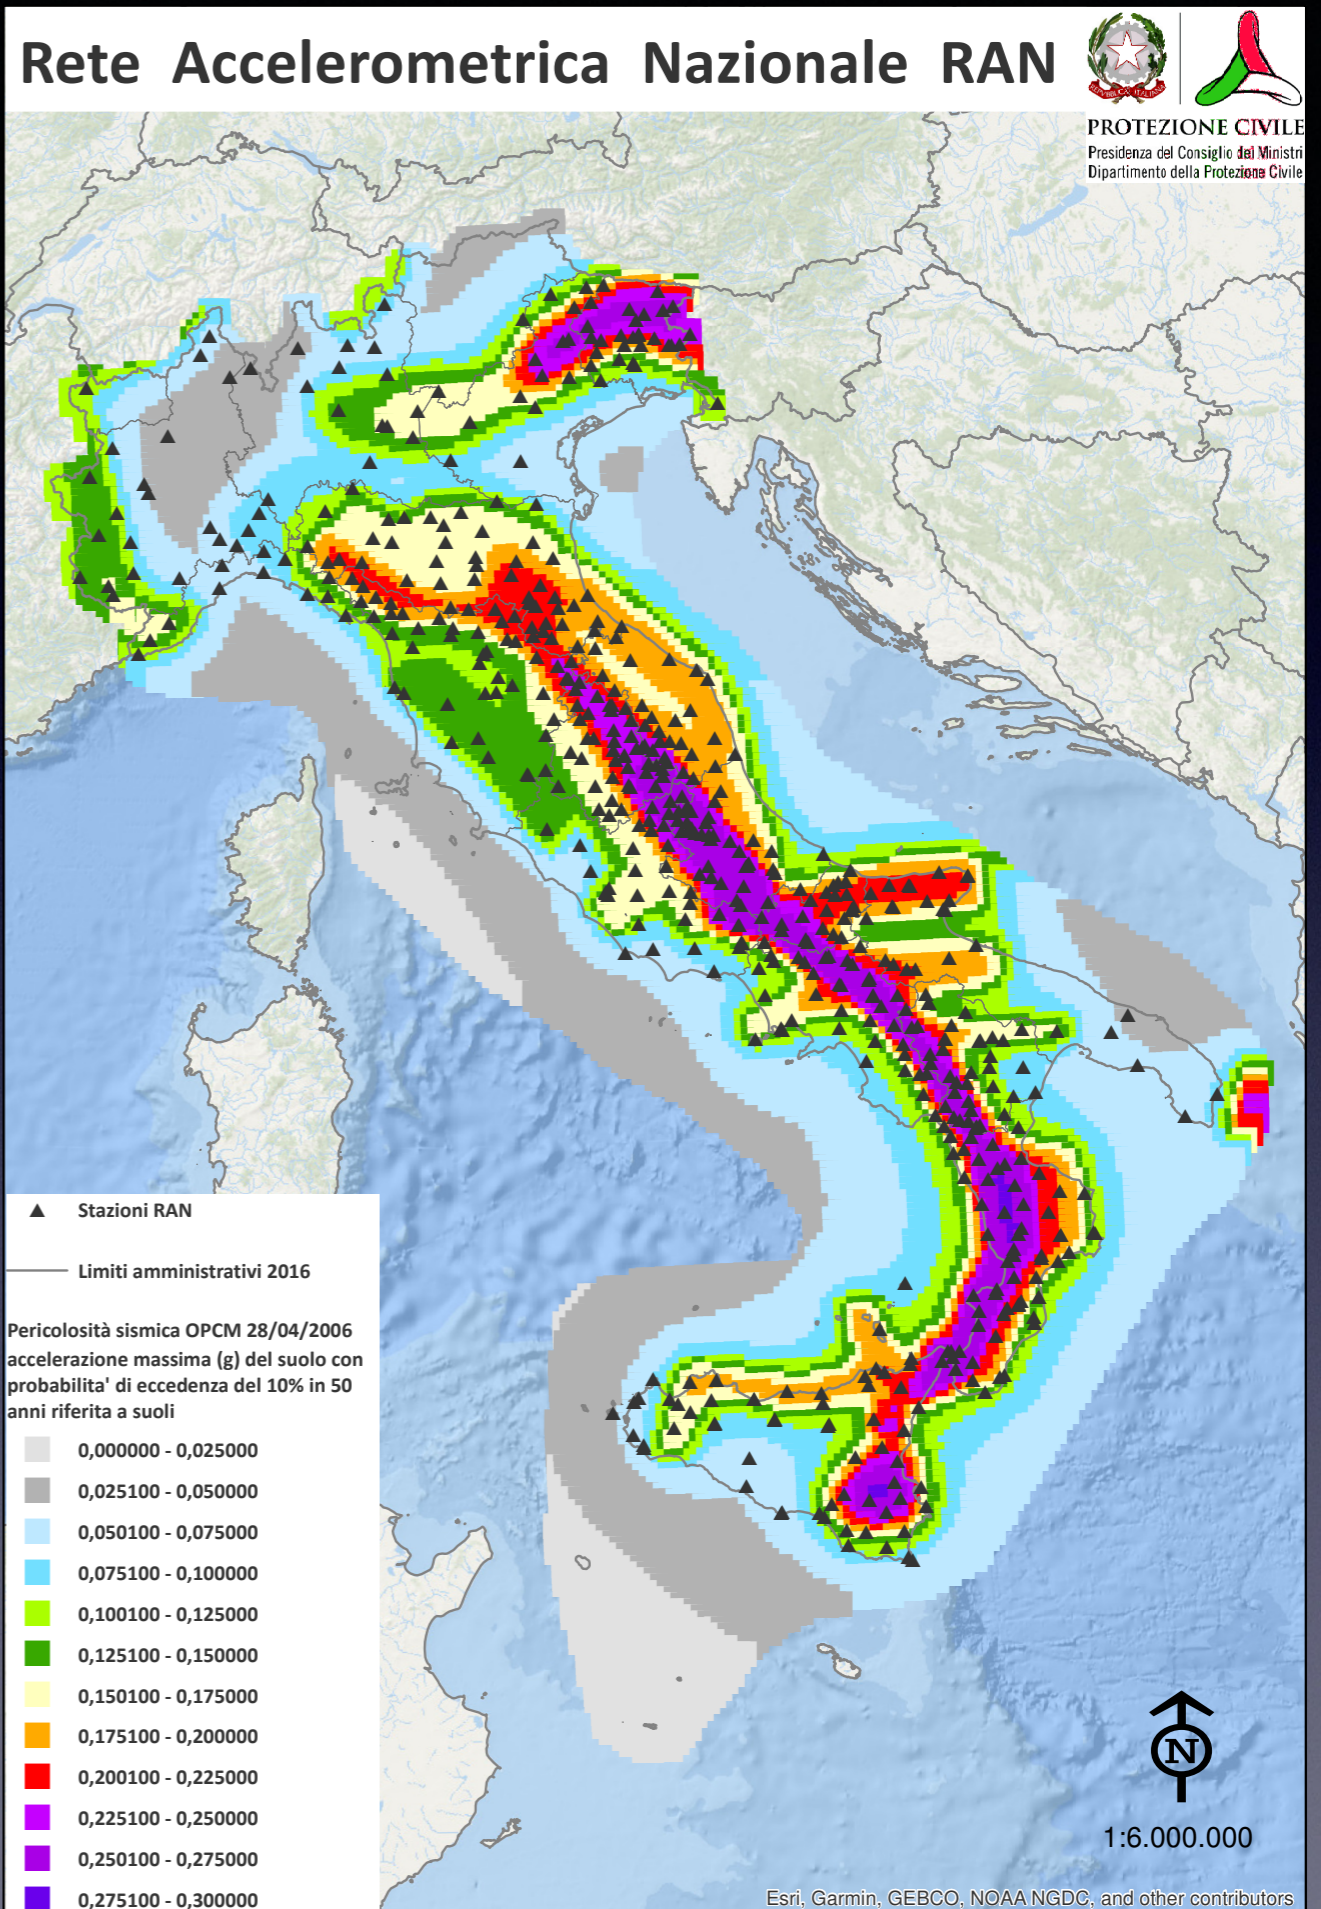 Rete Accelerometrica Nazionale RAN
REPVBBLICA ITALIANA
PROTEZIONE CIVILE
Presidenza del Consiglio dei Ministri
Dipartimento della Protezione Civile
Stazioni RAN
Limiti amministrativi 2016
Pericolosità sismica OPCM 28/04/2006
accelerazione massima (g) del suolo con
probabilita' di eccedenza del 10% in 50
anni riferita a suoli
0,000000 - 0,025000
0,025100 - 0,050000
0,050100 - 0,075000
0,075100 - 0,100000
0,100100 - 0,125000
0,125100 - 0,150000
0,150100 - 0,175000
0,175100 - 0,200000
0,200100 - 0,225000
0,225100 - 0,250000
0,250100 - 0,275000
0,275100 - 0,300000
N
1:6.000.000
Esri, Garmin, GEBCO, NOAA NGDC, and other contributors